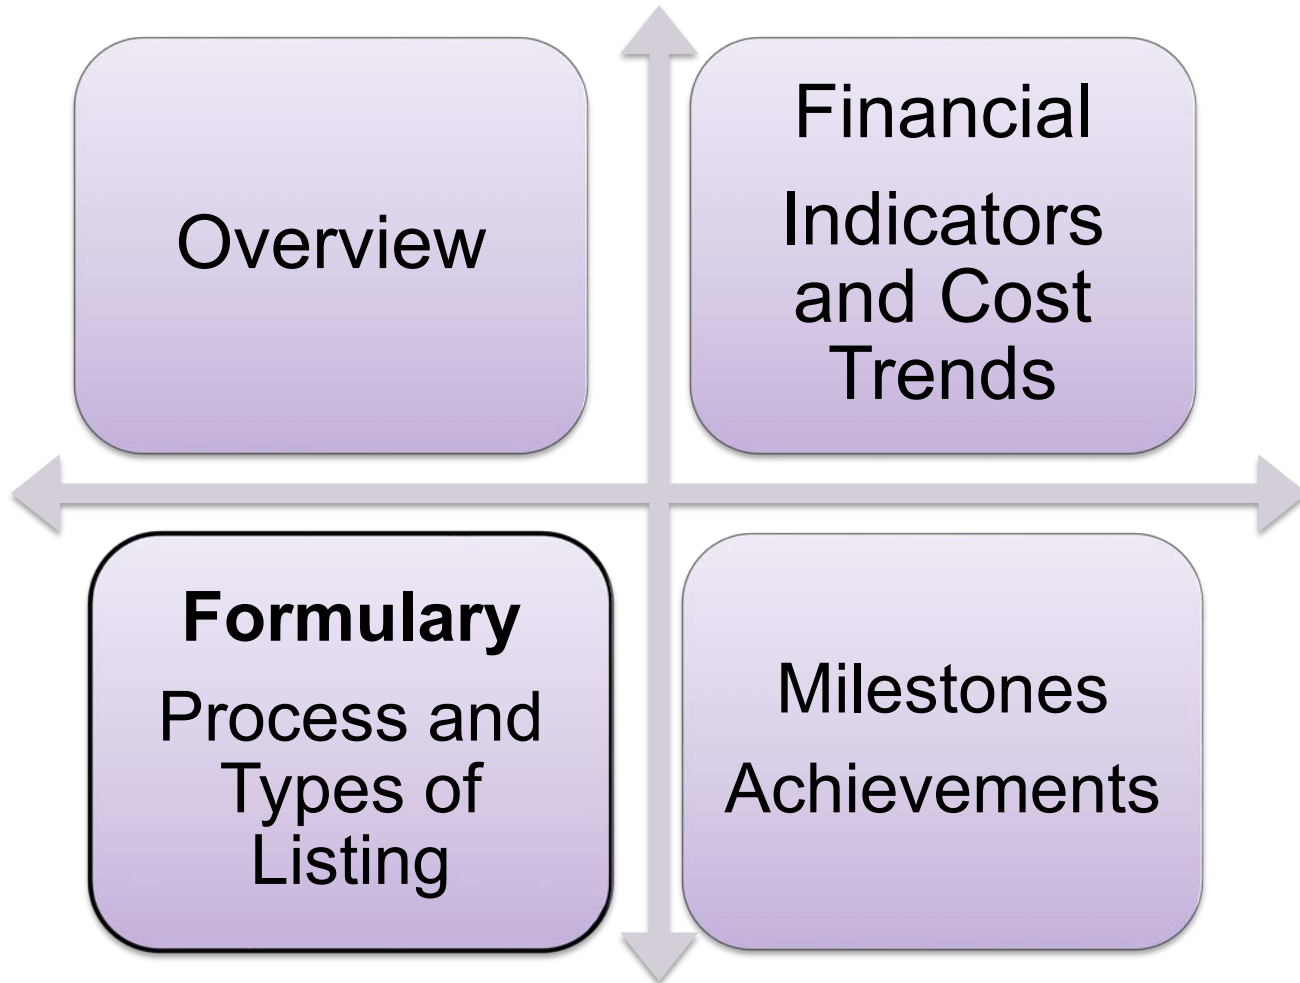 Overview
Financial
Indicators
and Cost
Trends
Formulary
Process and
Types of
Listing
Milestones
Achievements